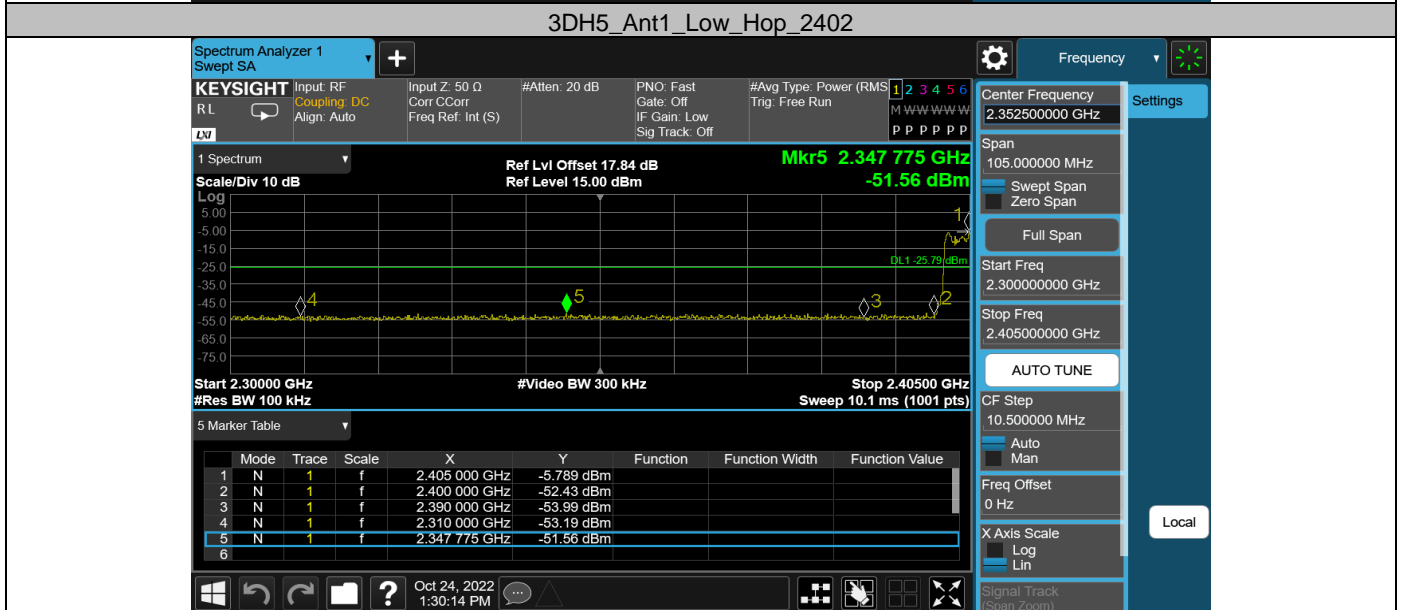 3DH5_Ant1_Low_Hop_2402
Spectrum Analyzer 1
Swept SA
+
Frequency
KEYSIGHT
RL
LXI
Input: RF
Coupling: DC
Align: Auto
Input Z: 50 Ω
Corr CCorr
Freq Ref: Int (S)
#Atten: 20 dB
PNO: Fast
Gate: Off
IF Gain: Low
Sig Track: Off
#Avg Type: Power (RMS
Trig: Free Run
1 2 3 4 5 6
M W W W W W
P P P P P P
Center Frequency
2.352500000 GHz
Settings
Span
105.000000 MHz
Swept Span
Zero Span
Full Span
Start Freq
2.300000000 GHz
Stop Freq
2.405000000 GHz
AUTO TUNE
CF Step
10.500000 MHz
Auto
Man
Freq Offset
0 Hz
X Axis Scale
Log
Lin
Signal Track
(Span Zoom)
Local
1 Spectrum
Scale/Div 10 dB
Ref Lvl Offset 17.84 dB
Ref Level 15.00 dBm
Mkr5 2.347 775 GHz
-51.56 dBm
Log
5.00
-5.00
-15.0
-25.0
-35.0
-45.0
-55.0
-65.0
-75.0
1
DL1 -25.79 dBm
4
5
3
2
Start 2.30000 GHz
#Video BW 300 kHz
Stop 2.40500 GHz
#Res BW 100 kHz
Sweep 10.1 ms (1001 pts)
5 Marker Table
Mode Trace Scale X Y Function Function Width Function Value
1 N 1 f 2.405 000 GHz -5.789 dBm
2 N 1 f 2.400 000 GHz -52.43 dBm
3 N 1 f 2.390 000 GHz -53.99 dBm
4 N 1 f 2.310 000 GHz -53.19 dBm
5 N 1 f 2.347 775 GHz -51.56 dBm
6
?
Oct 24, 2022
1:30:14 PM